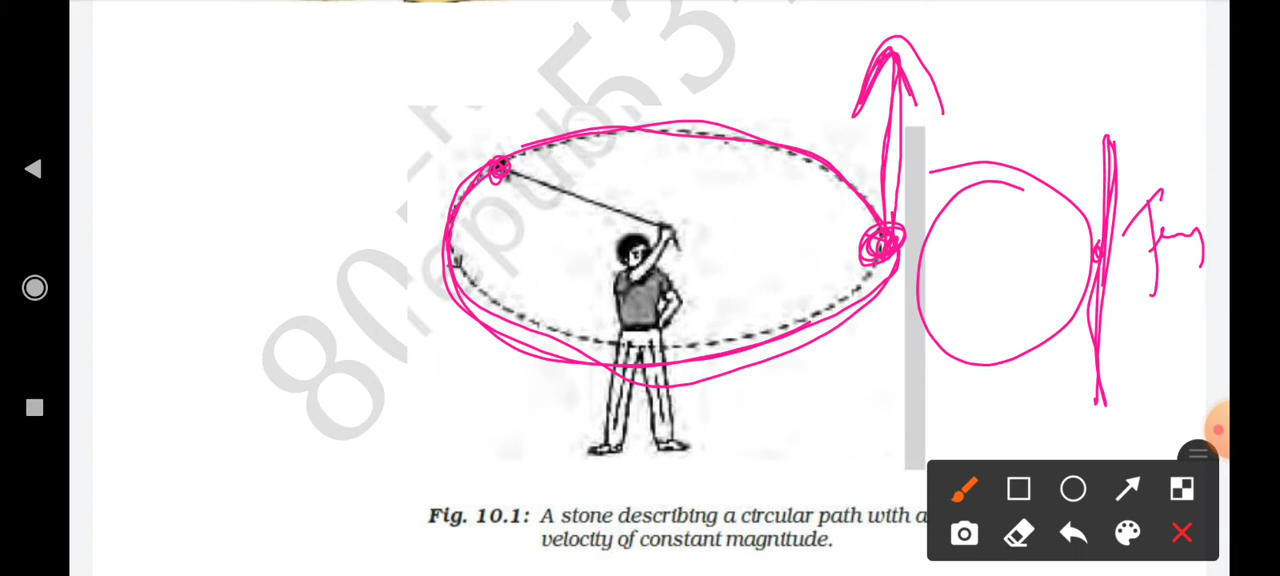 Fig. 10.1: A stone describing a circular path with a
velocity of constant magnitude.